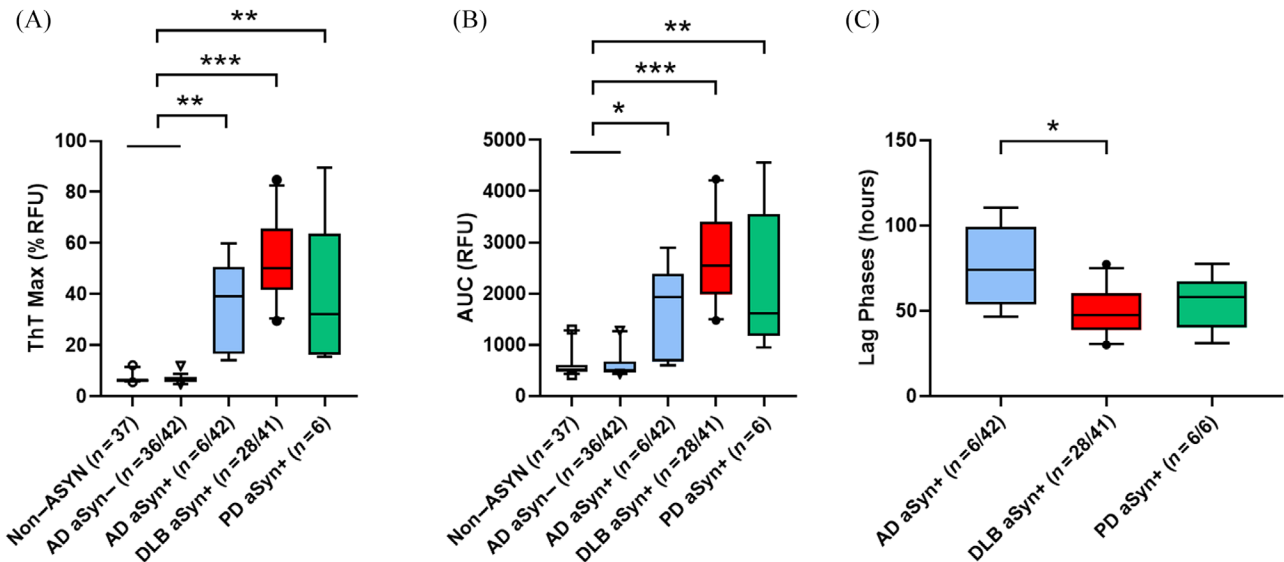 (A)
**
***
**
ThT Max (% RFU)
100
80
60
40
20
0
Non–ASYN (n=37)
AD aSyn– (n=36/42)
AD aSyn+ (n=6/42)
DLB aSyn+ (n=28/41)
PD aSyn+ (n=6)
(B)
**
***
*
AUC (RFU)
5000
4000
3000
2000
1000
0
Non–ASYN (n=37)
AD aSyn– (n=36/42)
AD aSyn+ (n=6/42)
DLB aSyn+ (n=28/41)
PD aSyn+ (n=6)
(C)
*
Lag Phases (hours)
150
100
50
0
AD aSyn+ (n=6/42)
DLB aSyn+ (n=28/41)
PD aSyn+ (n=6/6)